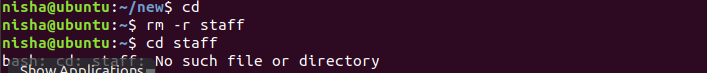 nisha@ubuntu:~/new$ cd
nisha@ubuntu:~$ rm -r staff
nisha@ubuntu:~$ cd staff
bash: cd: staff: No such file or directory
Show Applications